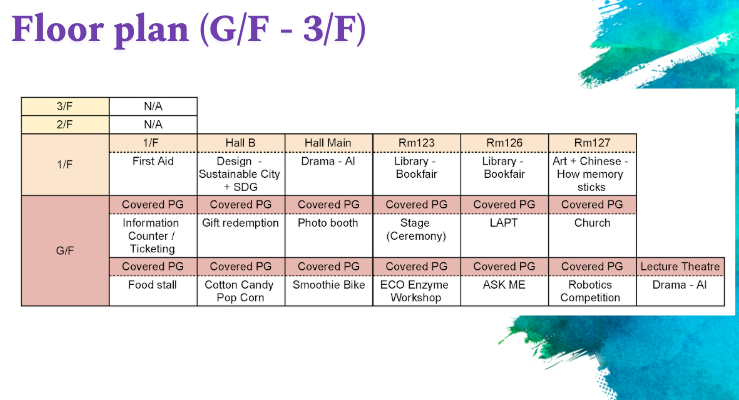 Floor plan (G/F - 3/F)
3/F N/A
2/F N/A
1/F
1/F Hall B Hall Main Rm123 Rm126 Rm127
First Aid
Design -
Sustainable City
+ SDG
Drama - AI
Library -
Bookfair
Library -
Bookfair
Art + Chinese -
How memory
sticks
G/F
Covered PG Covered PG Covered PG Covered PG Covered PG Covered PG
Information
Counter /
Ticketing
Gift redemption
Photo booth
Stage
(Ceremony)
LAPT
Church
Covered PG Covered PG Covered PG Covered PG Covered PG Covered PG Lecture Theatre
Food stall
Cotton Candy
Pop Corn
Smoothie Bike
ECO Enzyme
Workshop
ASK ME
Robotics
Competition
Drama - AI